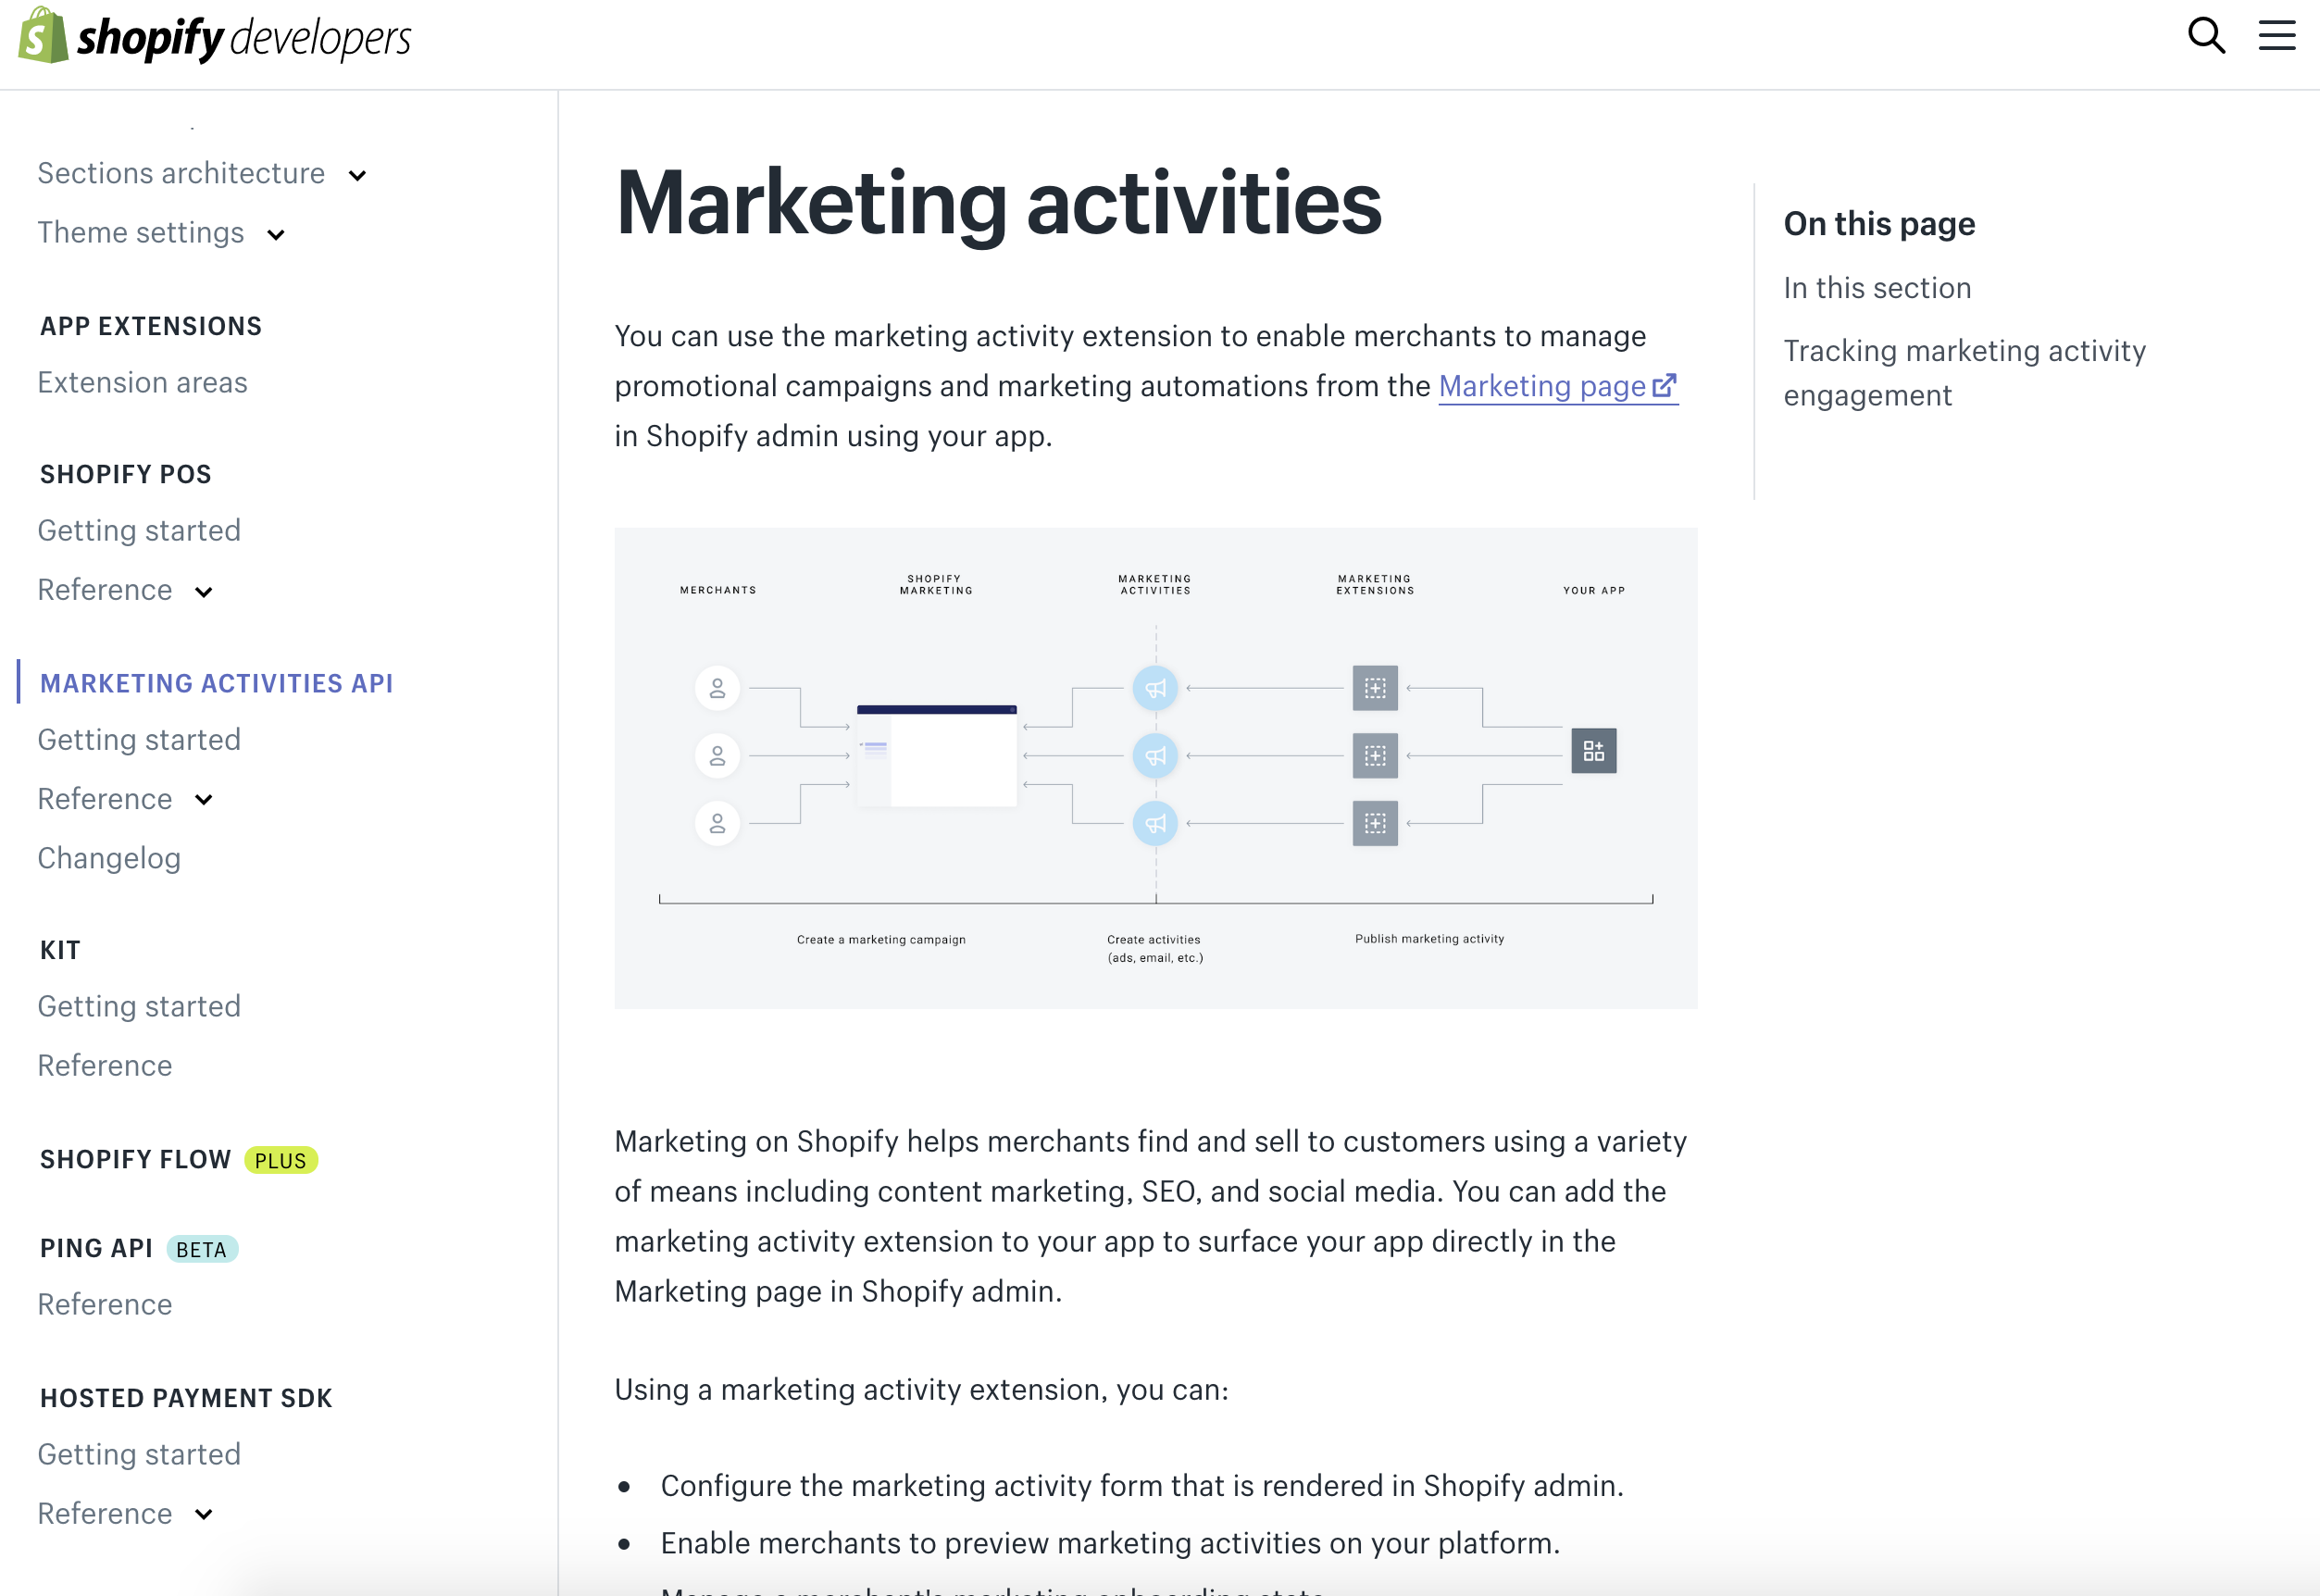 shopify developers
Sections architecture
Theme settings
APP EXTENSIONS
Extension areas
SHOPIFY POS
Getting started
Reference
MARKETING ACTIVITIES API
Getting started
Reference
Changelog
KIT
Getting started
Reference
SHOPIFY FLOW PLUS
PING API BETA
Reference
HOSTED PAYMENT SDK
Getting started
Reference
Marketing activities
You can use the marketing activity extension to enable merchants to manage
promotional campaigns and marketing automations from the Marketing page
in Shopify admin using your app.
MERCHANTS
SHOPIFY
MARKETING
MARKETING
ACTIVITIES
MARKETING
EXTENSIONS
YOUR APP
Create a marketing campaign
Create activities
(ads, email, etc.)
Publish marketing activity
Marketing on Shopify helps merchants find and sell to customers using a variety
of means including content marketing, SEO, and social media. You can add the
marketing activity extension to your app to surface your app directly in the
Marketing page in Shopify admin.
Using a marketing activity extension, you can:
• Configure the marketing activity form that is rendered in Shopify admin.
• Enable merchants to preview marketing activities on your platform.
Manage a merchant's marketing onboarding state
On this page
In this section
Tracking marketing activity
engagement